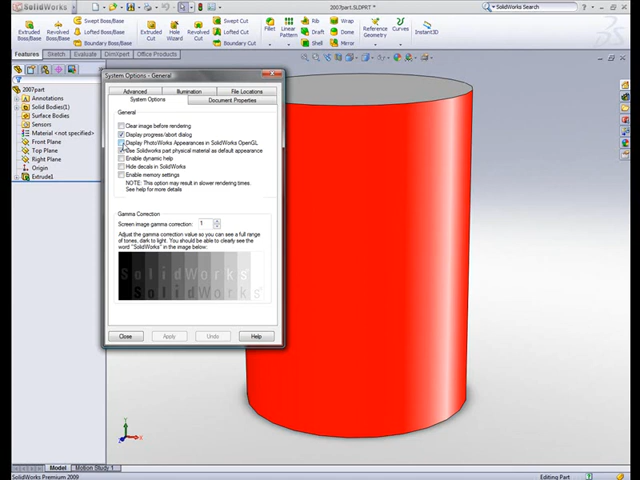 SolidWorks
2007part.SLDPRT *
SolidWorks Search
Extruded Boss/Base
Revolved Boss/Base
Swept Boss/Base
Lofted Boss/Base
Boundary Boss/Base
Extruded Cut
Hole Wizard
Revolved Cut
Swept Cut
Lofted Cut
Boundary Cut
Fillet
Linear Pattern
Rib
Draft
Shell
Wrap
Dome
Mirror
Reference Geometry
Curves
Instant3D
Features
Sketch
Evaluate
DimXpert
Office Products
2007part
Annotations
Solid Bodies(1)
Surface Bodies
Sensors
Material <not specified>
Front Plane
Top Plane
Right Plane
Origin
Extrude1
System Options - General
Advanced
Illumination
File Locations
System Options
Document Properties
General
Clear image before rendering
Display progress/abort dialog
Display PhotoWorks Appearances in SolidWorks OpenGL
Use Solidworks part physical material as default appearance
Enable dynamic help
Hide decals in SolidWorks
Enable memory settings
NOTE: This option may result in slower rendering times.
See help for more details
Gamma Correction
Screen image gamma correction:
1
Adjust the gamma correction value so you can see a full range
of tones, dark to light. You should be able to clearly see the
word "SolidWorks" in the image below:
SolidWorks
SolidWorks
Close
Apply
Undo
Help
Y
X
Z
Model
Motion Study 1
SolidWorks Premium 2009
Editing Part